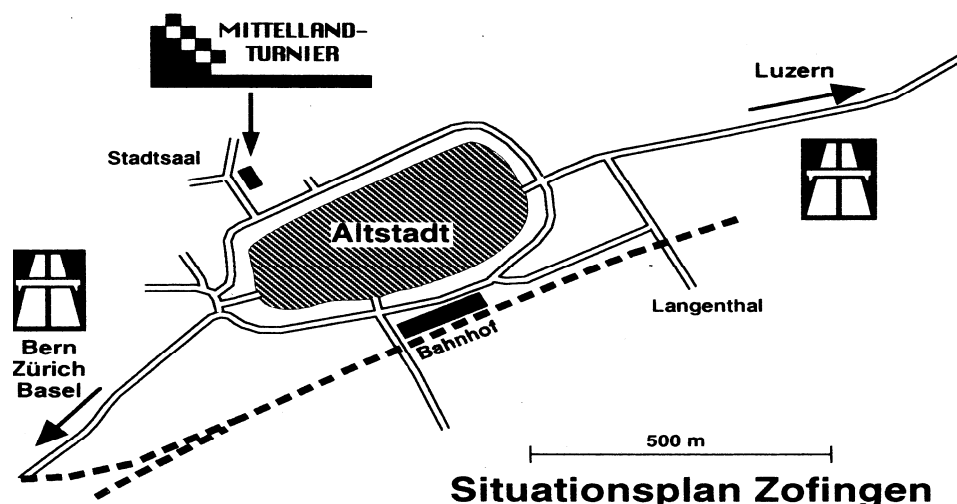 MITTELLAND-
TURNIER
Luzern
Stadtsaal
Altstadt
Langenthal
Bahnhof
Bern
Zürich
Basel
500 m
Situationsplan Zofingen